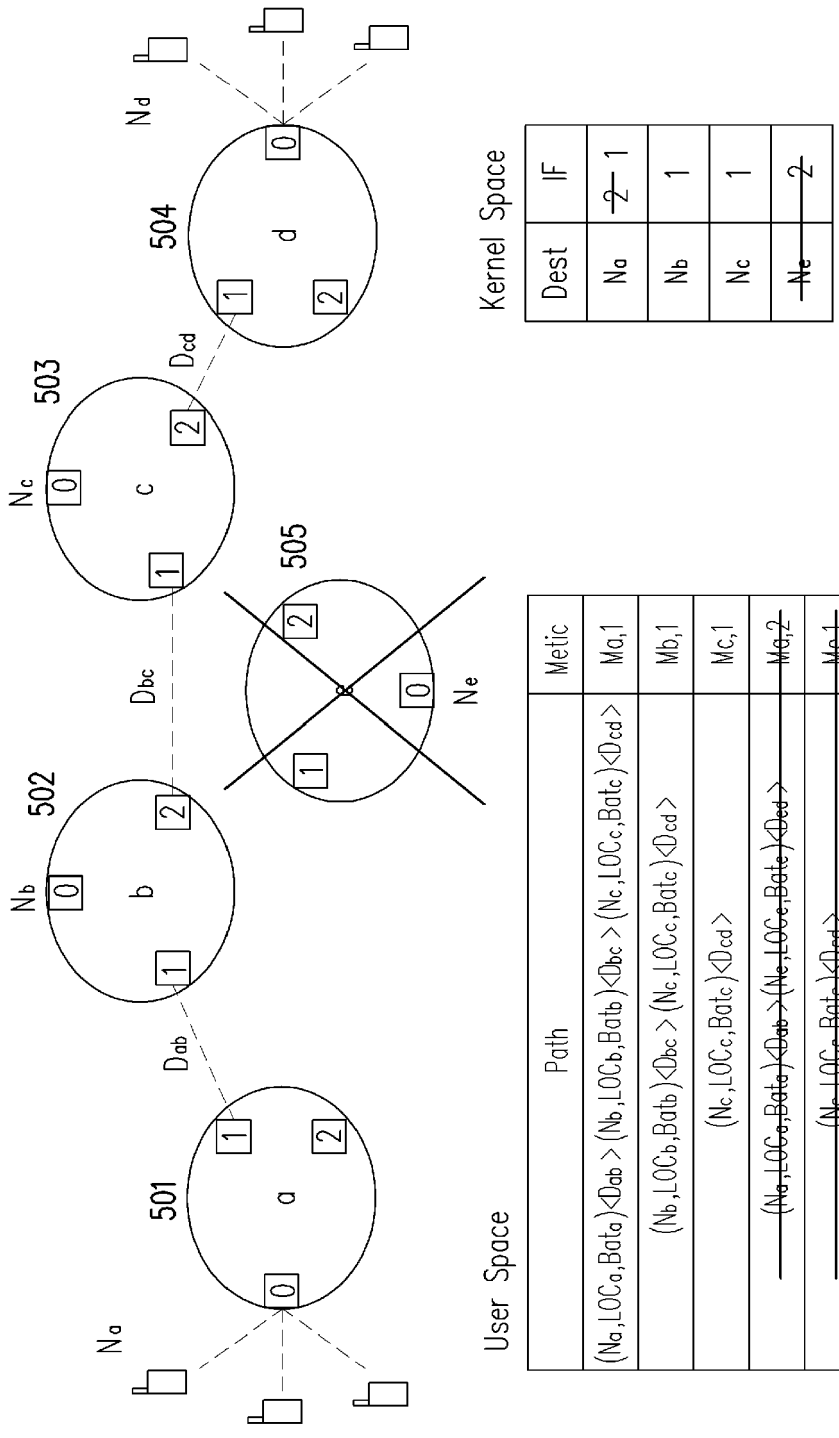 Na
501
a
0
1
2
Dab
Nb
502
b
0
1
2
Dbc
Nc
503
c
0
1
2
Dcd
504
d
0
1
2
Nd
505
1
2
0
Ne
User Space
Path Metic
(Na,LOCa,Bata)<Dab>(Nb,LOCb,Batb)<Dbc>(Nc,LOCc,Batc)<Dcd> Ma,1
(Nb,LOCb,Batb)<Dbc>(Nc,LOCc,Batc)<Dcd> Mb,1
(Nc,LOCc,Batc)<Dcd> Mc,1
(Na,LOCa,Bata)<Dab>(Ne,LOCe,Bate)<Ded> Ma,2
Kernel Space
Dest IF
Na 2 1
Nb 1
Nc 1
Ne 2